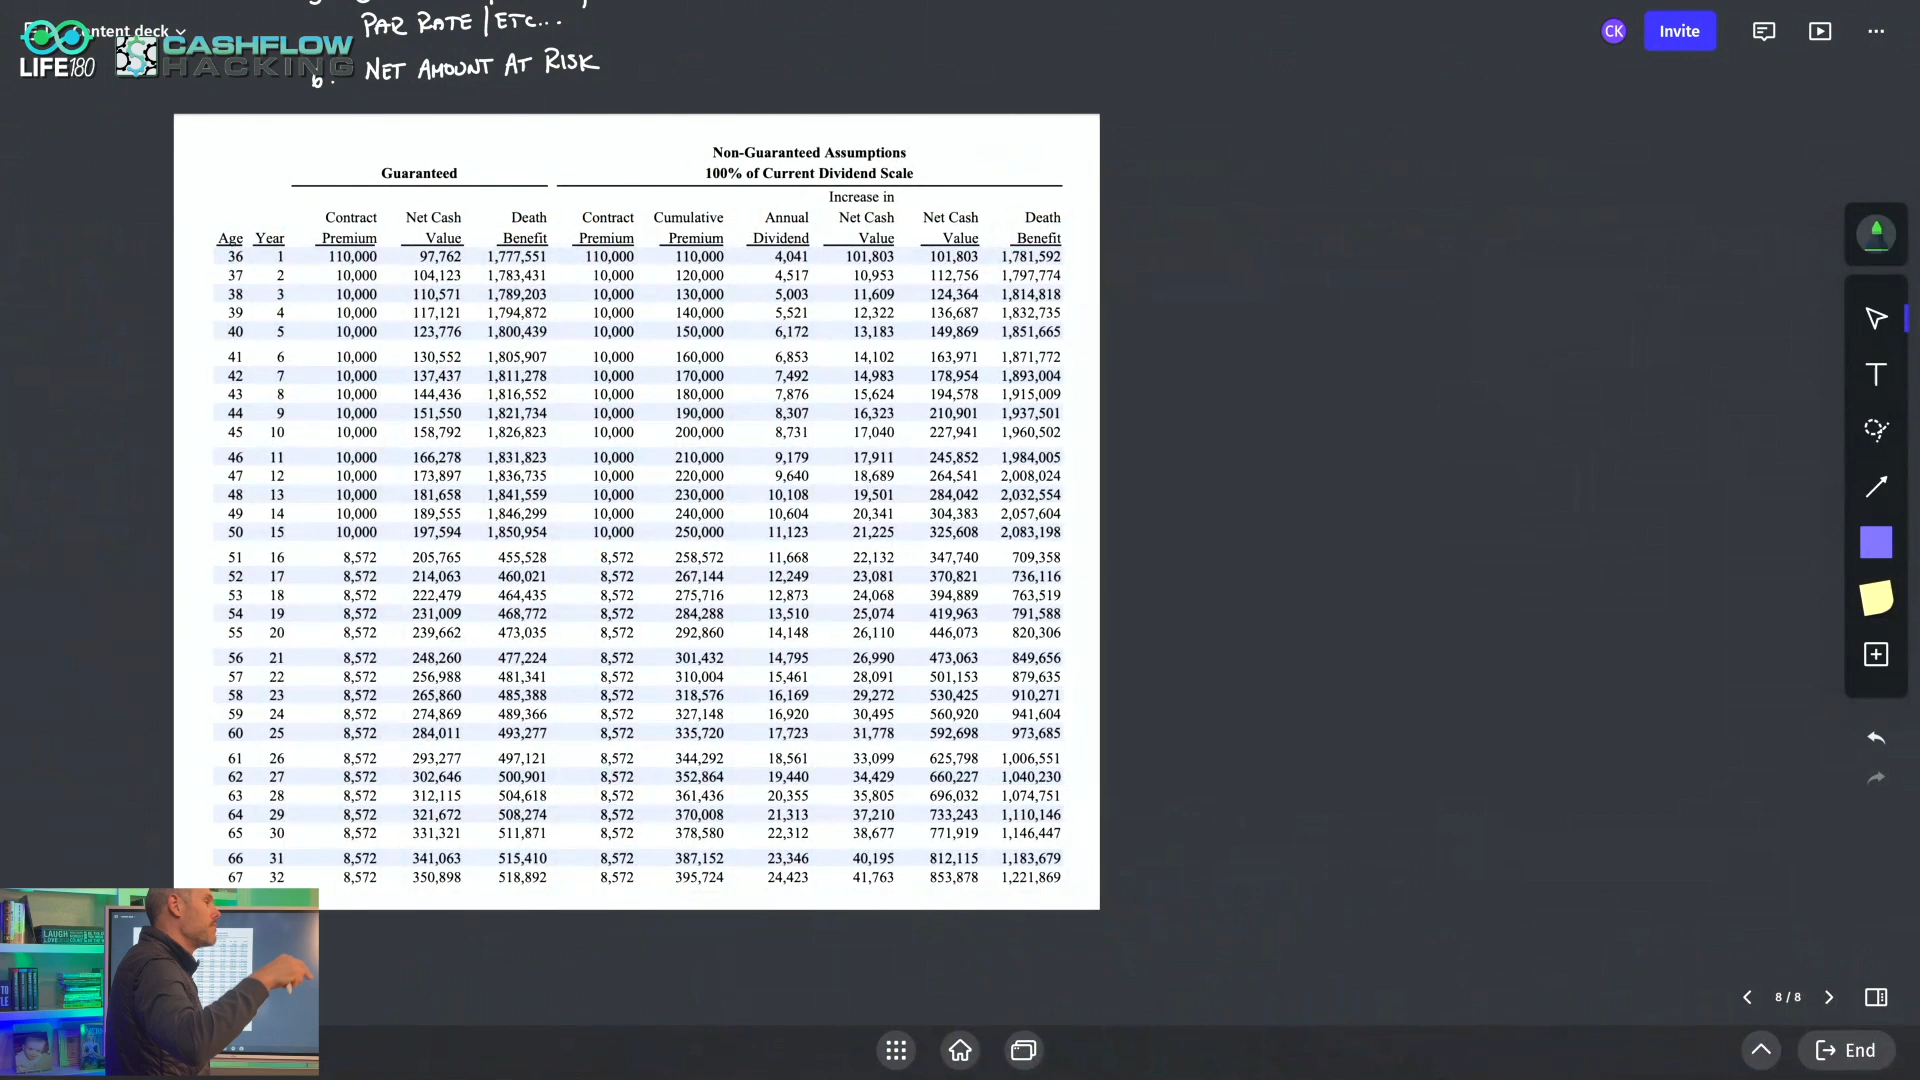 PAR RATE | ETC...
Content deck
CK
Invite
LIFE180
CASHFLOW
HACKING
b. NET AMOUNT AT RISK
Non-Guaranteed Assumptions
Guaranteed 100% of Current Dividend Scale
Increase in
Contract Net Cash Death Contract Cumulative Annual Net Cash Net Cash Death
Age Year Premium Value Benefit Premium Premium Dividend Value Value Benefit
36 1 110,000 97,762 1,777,551 110,000 110,000 4,041 101,803 101,803 1,781,592
37 2 10,000 104,123 1,783,431 10,000 120,000 4,517 10,953 112,756 1,797,774
38 3 10,000 110,571 1,789,203 10,000 130,000 5,003 11,609 124,364 1,814,818
39 4 10,000 117,121 1,794,872 10,000 140,000 5,521 12,322 136,687 1,832,735
40 5 10,000 123,776 1,800,439 10,000 150,000 6,172 13,183 149,869 1,851,665
41 6 10,000 130,552 1,805,907 10,000 160,000 6,853 14,102 163,971 1,871,772
42 7 10,000 137,437 1,811,278 10,000 170,000 7,492 14,983 178,954 1,893,004
43 8 10,000 144,436 1,816,552 10,000 180,000 7,876 15,624 194,578 1,915,009
44 9 10,000 151,550 1,821,734 10,000 190,000 8,307 16,323 210,901 1,937,501
45 10 10,000 158,792 1,826,823 10,000 200,000 8,731 17,040 227,941 1,960,502
46 11 10,000 166,278 1,831,823 10,000 210,000 9,179 17,911 245,852 1,984,005
47 12 10,000 173,897 1,836,735 10,000 220,000 9,640 18,689 264,541 2,008,024
48 13 10,000 181,658 1,841,559 10,000 230,000 10,108 19,501 284,042 2,032,554
49 14 10,000 189,555 1,846,299 10,000 240,000 10,604 20,341 304,383 2,057,604
50 15 10,000 197,594 1,850,954 10,000 250,000 11,123 21,225 325,608 2,083,198
51 16 8,572 205,765 455,528 8,572 258,572 11,668 22,132 347,740 709,358
52 17 8,572 214,063 460,021 8,572 267,144 12,249 23,081 370,821 736,116
53 18 8,572 222,479 464,435 8,572 275,716 12,873 24,068 394,889 763,519
54 19 8,572 231,009 468,772 8,572 284,288 13,510 25,074 419,963 791,588
55 20 8,572 239,662 473,035 8,572 292,860 14,148 26,110 446,073 820,306
56 21 8,572 248,260 477,224 8,572 301,432 14,795 26,990 473,063 849,656
57 22 8,572 256,988 481,341 8,572 310,004 15,461 28,091 501,153 879,635
58 23 8,572 265,860 485,388 8,572 318,576 16,169 29,272 530,425 910,271
59 24 8,572 274,869 489,366 8,572 327,148 16,920 30,495 560,920 941,604
60 25 8,572 284,011 493,277 8,572 335,720 17,723 31,778 592,698 973,685
61 26 8,572 293,277 497,121 8,572 344,292 18,561 33,099 625,798 1,006,551
62 27 8,572 302,646 500,901 8,572 352,864 19,440 34,429 660,227 1,040,230
63 28 8,572 312,115 504,618 8,572 361,436 20,355 35,805 696,032 1,074,751
64 29 8,572 321,672 508,274 8,572 370,008 21,313 37,210 733,243 1,110,146
65 30 8,572 331,321 511,871 8,572 378,580 22,312 38,677 771,919 1,146,447
66 31 8,572 341,063 515,410 8,572 387,152 23,346 40,195 812,115 1,183,679
67 32 8,572 350,898 518,892 8,572 395,724 24,423 41,763 853,878 1,221,869
LAUGH
LOVE
8 / 8
End